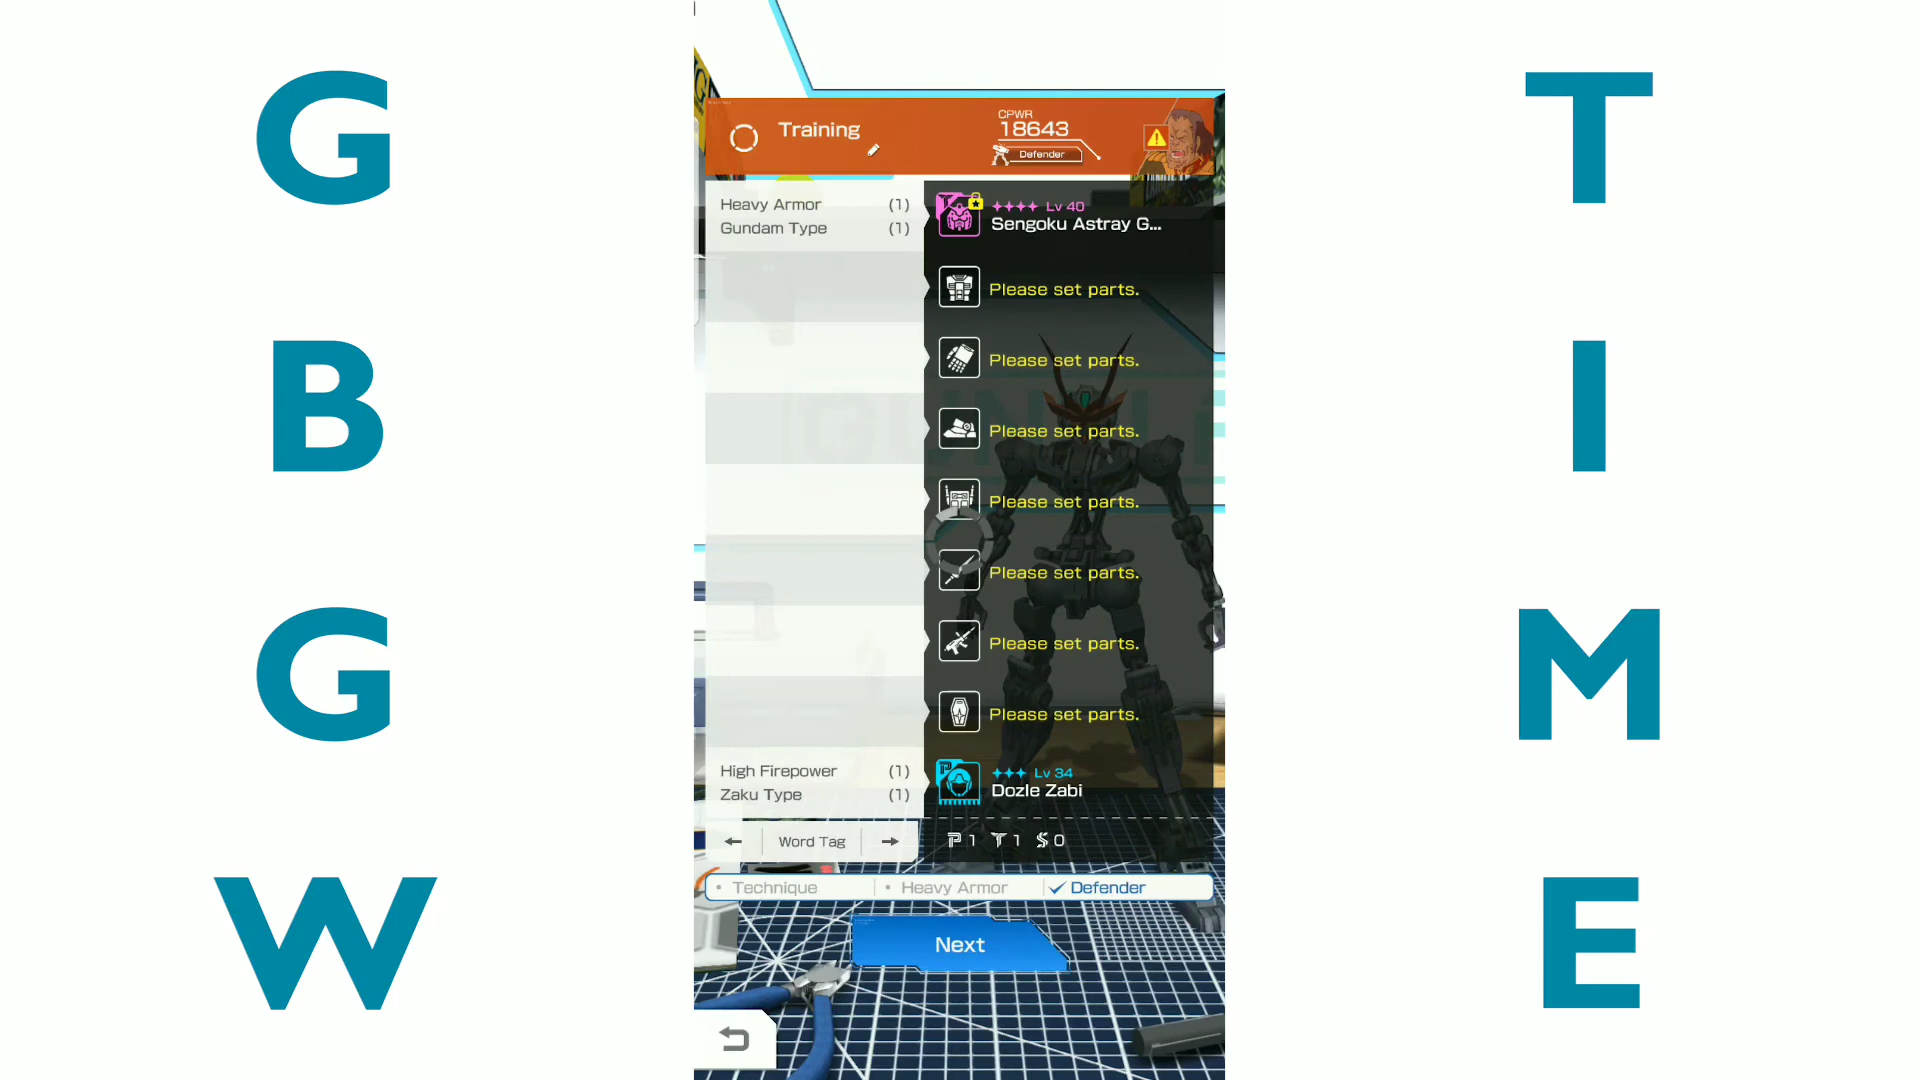 G
B
G
W
T
I
M
E
Training
CPWR
18643
Defender
Heavy Armor (1)
Gundam Type (1)
Lv 40
Sengoku Astray G...
Please set parts.
Please set parts.
Please set parts.
Please set parts.
Please set parts.
Please set parts.
Please set parts.
High Firepower (1)
Zaku Type (1)
Lv 34
Dozle Zabi
Word Tag
P 1 T 1 S 0
Technique
Heavy Armor
Defender
Next